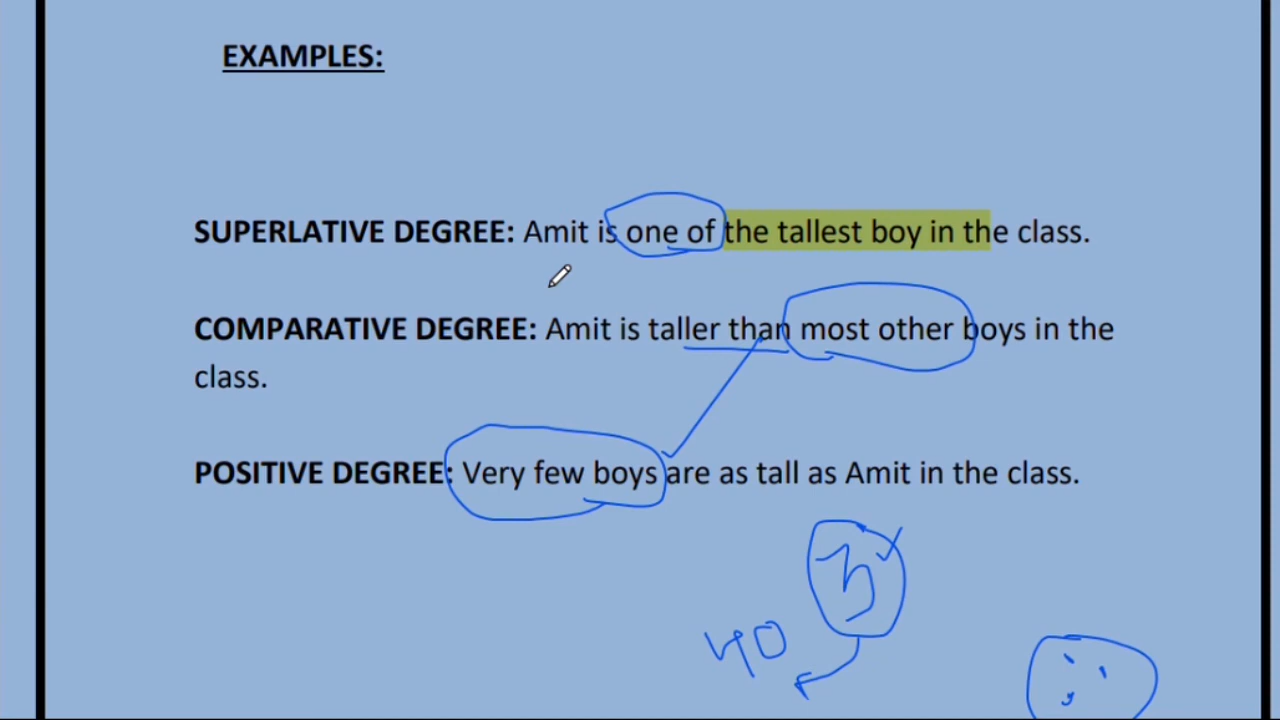 EXAMPLES:
SUPERLATIVE DEGREE: Amit is one of the tallest boy in the class.
COMPARATIVE DEGREE: Amit is taller than most other boys in the
class.
POSITIVE DEGREE: Very few boys are as tall as Amit in the class.
3
40